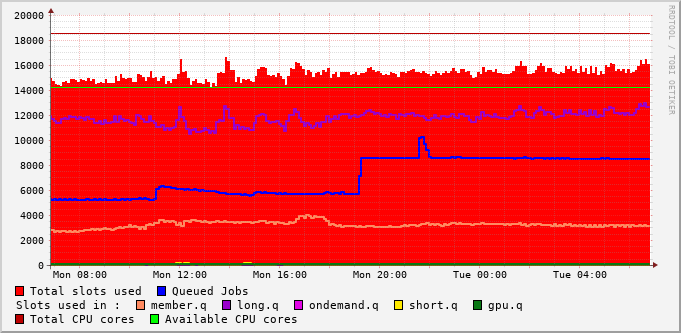 20000
18000
16000
14000
12000
10000
8000
6000
4000
2000
0
Mon 08:00 Mon 12:00 Mon 16:00 Mon 20:00 Tue 00:00 Tue 04:00
RRDTOOL / TOBI OETIKER
Total slots used Queued Jobs
Slots used in : member.q long.q ondemand.q short.q gpu.q
Total CPU cores Available CPU cores